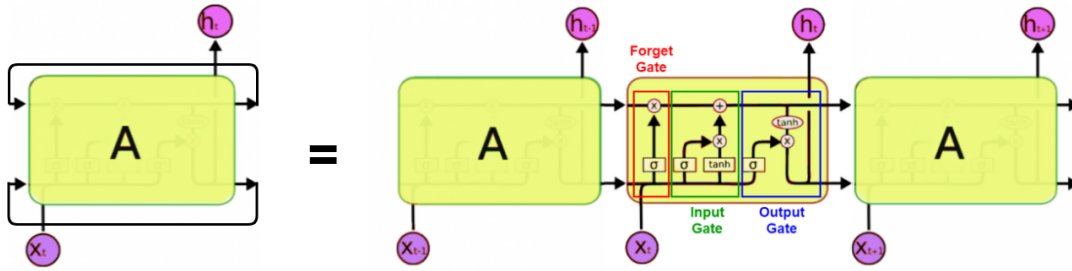 ht
ht-1
ht
ht+1
Forget
Gate
A
=
A
x
+
tanh
x
x
σ
σ
tanh
σ
A
Input
Gate
Output
Gate
Xt
Xt-1
Xt
Xt+1